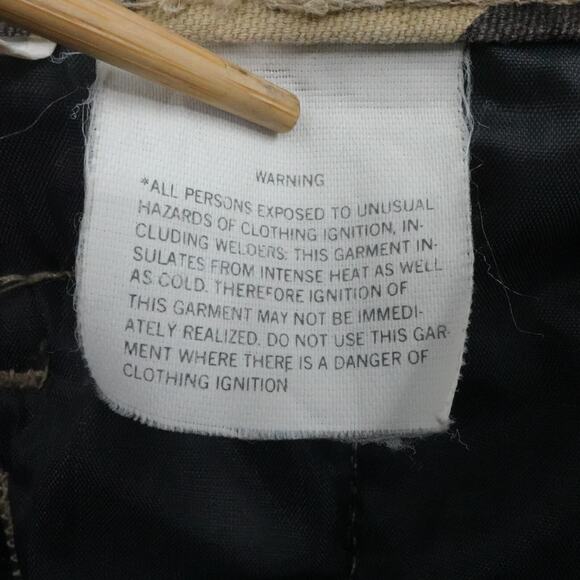 WARNING
*ALL PERSONS EXPOSED TO UNUSUAL
HAZARDS OF CLOTHING IGNITION, IN-
CLUDING WELDERS: THIS GARMENT IN-
SULATES FROM INTENSE HEAT AS WELL
AS COLD. THEREFORE IGNITION OF
THIS GARMENT MAY NOT BE IMMEDI-
ATELY REALIZED. DO NOT USE THIS GAR-
MENT WHERE THERE IS A DANGER OF
CLOTHING IGNITION